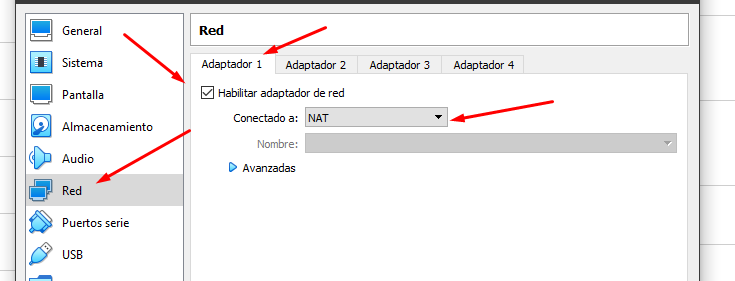 General
Sistema
Pantalla
Almacenamiento
Audio
Red
Puertos serie
USB
Red
Adaptador 1 Adaptador 2 Adaptador 3 Adaptador 4
Habilitar adaptador de red
Conectado a: NAT
Nombre:
Avanzadas